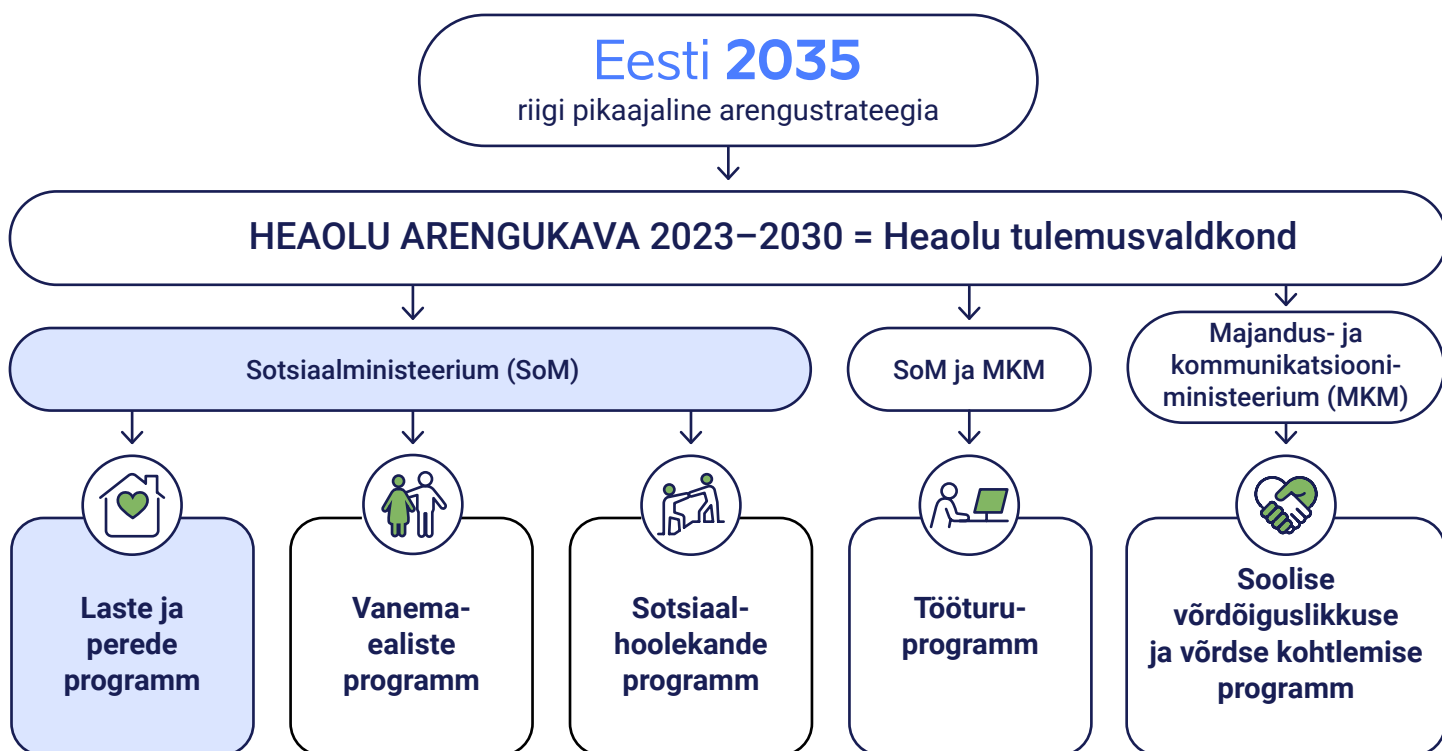 Eesti 2035
riigi pikaajaline arengustrateegia
HEAOLU ARENGUKAVA 2023–2030 = Heaolu tulemusvaldkond
Sotsiaalministeerium (SoM)
SoM ja MKM
Majandus- ja
kommunikatsiooni-
ministeerium (MKM)
Laste ja
perede
programm
Vanema-
ealiste
programm
Sotsiaal-
hoolekande
programm
Tööturu-
programm
Soolise
võrdõiguslikkuse
ja võrdse kohtlemise
programm